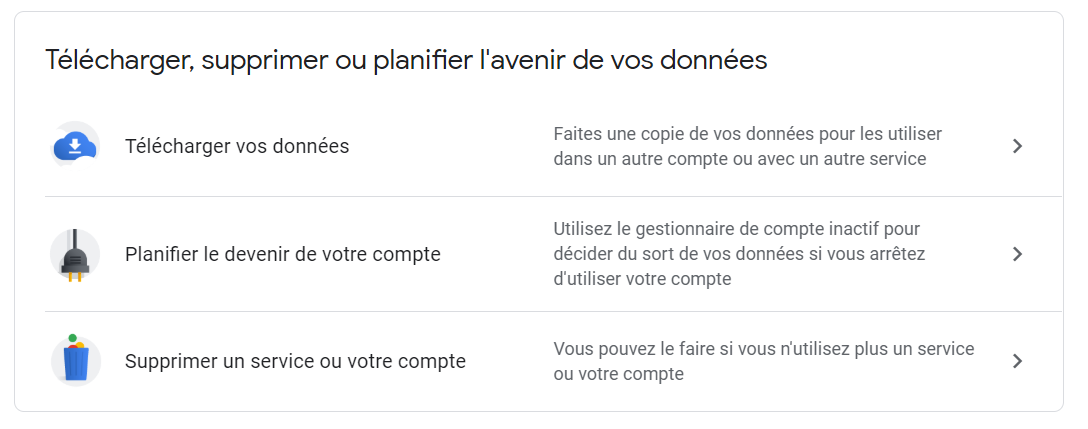 Télécharger, supprimer ou planifier l'avenir de vos données
Télécharger vos données
Faites une copie de vos données pour les utiliser
dans un autre compte ou avec un autre service
Planifier le devenir de votre compte
Utilisez le gestionnaire de compte inactif pour
décider du sort de vos données si vous arrêtez
d'utiliser votre compte
Supprimer un service ou votre compte
Vous pouvez le faire si vous n'utilisez plus un service
ou votre compte